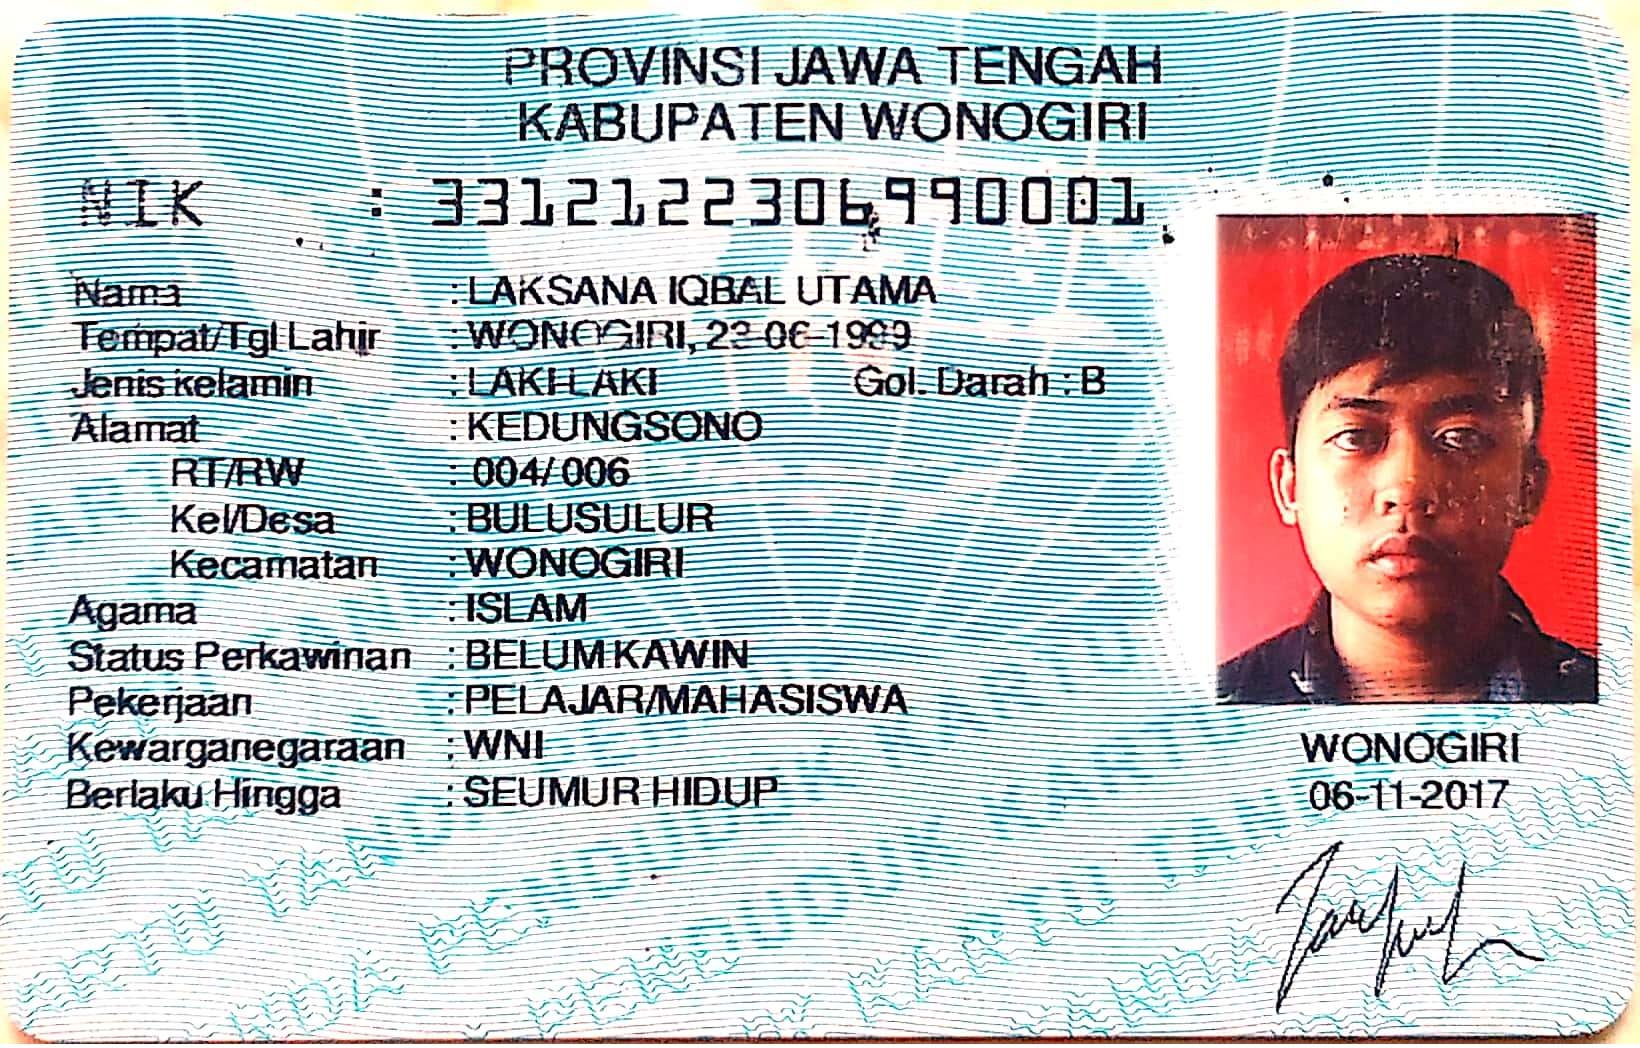 PROVINSI JAWA TENGAH
KABUPATEN WONOGIRI
NIK : 3312122306990001
Nama : LAKSANA IQBAL UTAMA
Tempat/Tgl Lahir : WONOGIRI, 23-06-1999
Jenis Kelamin : LAKI-LAKI Gol. Darah : B
Alamat : KEDUNGSONO
RT/RW : 004/ 006
Kel/Desa : BULUSULUR
Kecamatan : WONOGIRI
Agama : ISLAM
Status Perkawinan : BELUM KAWIN
Pekerjaan : PELAJAR/MAHASISWA
Kewarganegaraan : WNI
Berlaku Hingga : SEUMUR HIDUP
WONOGIRI
06-11-2017